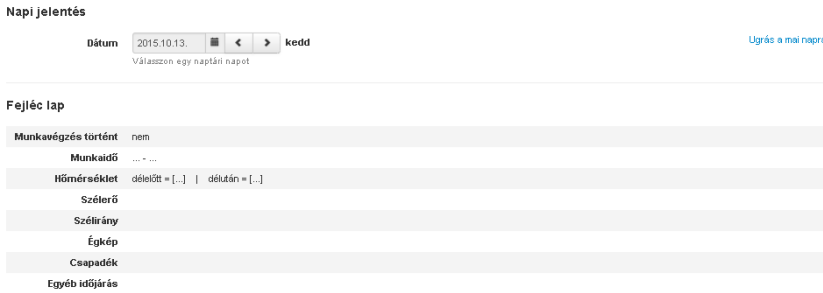 Napi jelentés
Dátum 2015.10.13. kedd
Ugrás a mai napra
Válasszon egy naptári napot
Fejléc lap
Munkavégzés történt nem
Munkaidő ... - ...
Hőmérséklet délelőtt = [...] | délután = [...]
Szélerő
Szélirány
Égkép
Csapadék
Egyéb időjárás